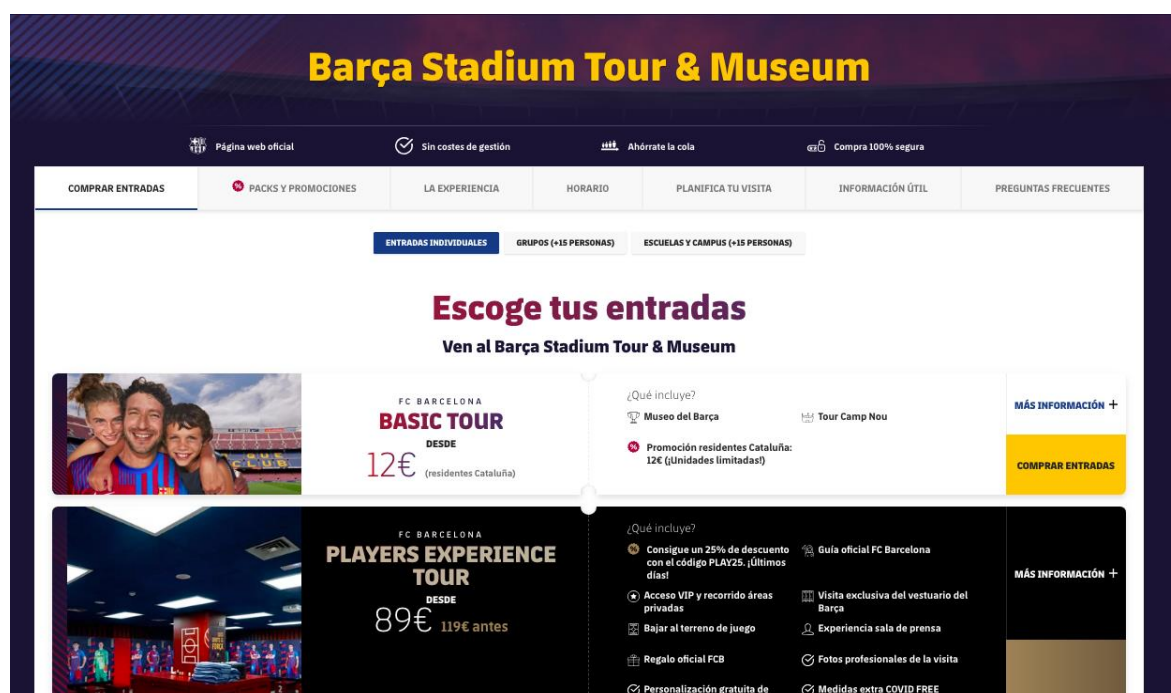 Barça Stadium Tour & Museum
Página web oficial
Sin costes de gestión
Ahórrate la cola
Compra 100% segura
COMPRAR ENTRADAS
PACKS Y PROMOCIONES
LA EXPERIENCIA
HORARIO
PLANIFICA TU VISITA
INFORMACIÓN ÚTIL
PREGUNTAS FRECUENTES
ENTRADAS INDIVIDUALES
GRUPOS (+15 PERSONAS)
ESCUELAS Y CAMPUS (+15 PERSONAS)
Escoge tus entradas
Ven al Barça Stadium Tour & Museum
FC BARCELONA
BASIC TOUR
DESDE
12€ (residentes Cataluña)
¿Qué incluye?
Museo del Barça
Tour Camp Nou
Promoción residentes Cataluña:
12€ (¡Unidades limitadas!)
MÁS INFORMACIÓN +
COMPRAR ENTRADAS
FC BARCELONA
PLAYERS EXPERIENCE
TOUR
DESDE
89€ 119€ antes
¿Qué incluye?
Consigue un 25% de descuento
con el código PLAY25. ¡Últimos
días!
Guía oficial FC Barcelona
Acceso VIP y recorrido áreas
privadas
Visita exclusiva del vestuario del
Barça
Bajar al terreno de juego
Experiencia sala de prensa
Regalo oficial FCB
Fotos profesionales de la visita
Personalización gratuita de
Medidas extra COVID FREE
MÁS INFORMACIÓN +